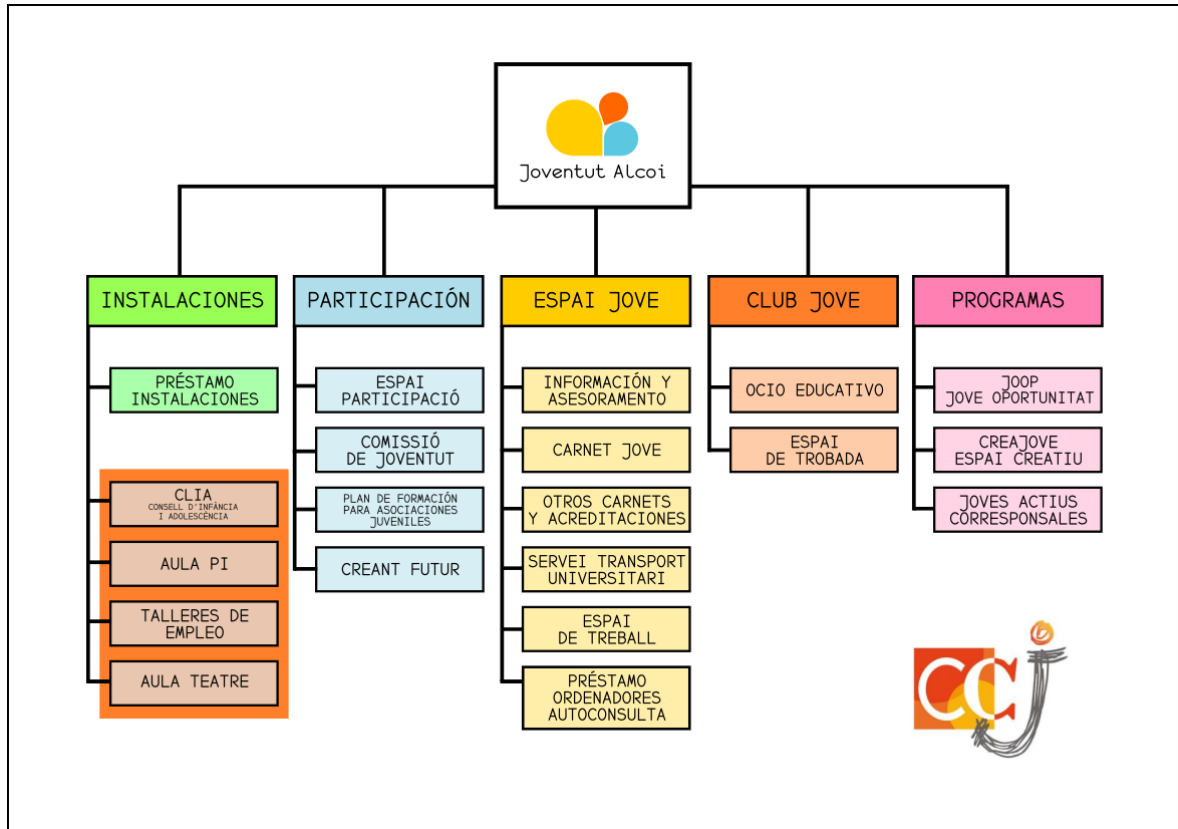 Joventut Alcoi
INSTALACIONES
PRÉSTAMO
INSTALACIONES
CLIA
CONSELL D'INFÀNCIA
I ADOLESCÈNCIA
AULA PI
TALLERES DE
EMPLEO
AULA TEATRE
PARTICIPACIÓN
ESPAI
PARTICIPACIÓ
COMISSIÓ
DE JOVENTUT
PLAN DE FORMACIÓN
PARA ASOCIACIONES
JUVENILES
CREANT FUTUR
ESPAI JOVE
INFORMACIÓN Y
ASESORAMENTO
CARNET JOVE
OTROS CARNETS
Y ACREDITACIONES
SERVEI TRANSPORT
UNIVERSITARI
ESPAI
DE TREBALL
PRÉSTAMO
ORDENADORES
AUTOCONSULTA
CLUB JOVE
OCIO EDUCATIVO
ESPAI
DE TROBADA
PROGRAMAS
JOOP
JOVE OPORTUNITAT
CREAJOVE
ESPAI CREATIU
JOVES ACTIUS
CORRESPONSALES
CCj